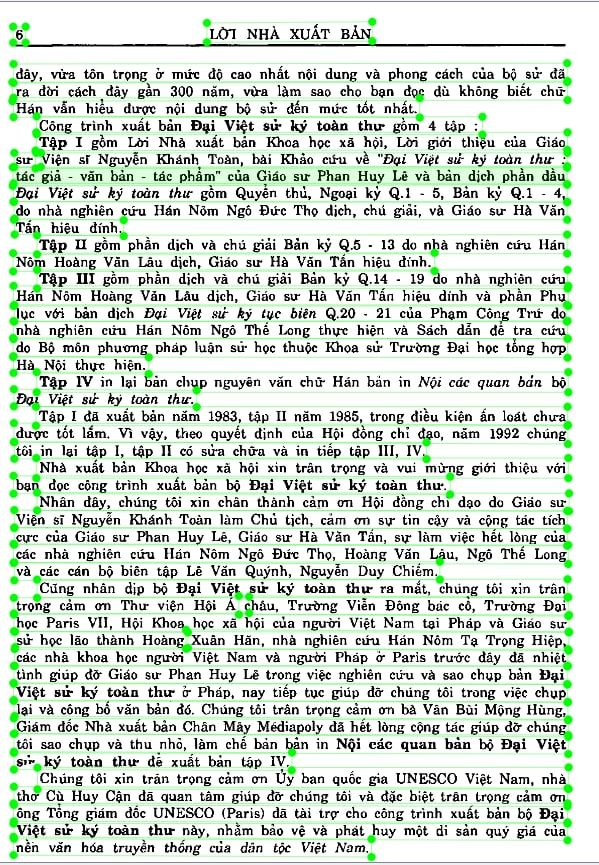 6 LỜI NHÀ XUẤT BẢN
đây, vừa tôn trọng ở mức độ cao nhất nội dung và phong cách của bộ sử đã
ra đời cách đây gần 300 năm, vừa làm sao cho bạn đọc dù không biết chữ
Hán vẫn hiểu được nội dung bộ sử đến mức tốt nhất.
Công trình xuất bản Đại Việt sử ký toàn thư gồm 4 tập :
Tập I gồm Lời Nhà xuất bản Khoa học xã hội, Lời giới thiệu của Giáo
sư Viện sĩ Nguyễn Khánh Toàn, bài Khảo cứu về "Đại Việt sử ký toàn thư :
tác giả - văn bản - tác phẩm" của Giáo sư Phan Huy Lê và bản dịch phần đầu
Đại Việt sử ký toàn thư gồm Quyển thủ, Ngoại kỷ Q.1 - 5, Bản kỷ Q.1 - 4,
do nhà nghiên cứu Hán Nôm Ngô Đức Thọ dịch, chú giải, và Giáo sư Hà Văn
Tấn hiệu đính.
Tập II gồm phần dịch và chú giải Bản kỷ Q.5 - 13 do nhà nghiên cứu Hán
Nôm Hoàng Văn Lâu dịch, Giáo sư Hà Văn Tấn hiệu đính.
Tập III gồm phần dịch và chú giải Bản kỷ Q.14 - 19 do nhà nghiên cứu
Hán Nôm Hoàng Văn Lâu dịch, Giáo sư Hà Văn Tấn hiệu đính và phần Phụ
lục với bản dịch Đại Việt sử ký tục biên Q.20 - 21 của Phạm Công Trứ do
nhà nghiên cứu Hán Nôm Ngô Thế Long thực hiện và Sách dẫn để tra cứu
do Bộ môn phương pháp luận sử học thuộc Khoa sử Trường Đại học tổng hợp
Hà Nội thực hiện.
Tập IV in lại bản chụp nguyên văn chữ Hán bản in Nội các quan bản bộ
Đại Việt sử ký toàn thư.
Tập I đã xuất bản năm 1983, tập II năm 1985, trong điều kiện ấn loát chưa
được tốt lắm. Vì vậy, theo quyết định của Hội đồng chỉ đạo, năm 1992 chúng
tôi in lại tập I, tập II có sửa chữa và in tiếp tập III, IV.
Nhà xuất bản Khoa học xã hội xin trân trọng và vui mừng giới thiệu với
bạn đọc công trình xuất bản bộ Đại Việt sử ký toàn thư.
Nhân đây, chúng tôi xin chân thành cảm ơn Hội đồng chỉ đạo do Giáo sư
Viện sĩ Nguyễn Khánh Toàn làm Chủ tịch, cảm ơn sự tin cậy và cộng tác tích
cực của Giáo sư Phan Huy Lê, Giáo sư Hà Văn Tấn, sự làm việc hết lòng của
các nhà nghiên cứu Hán Nôm Ngô Đức Thọ, Hoàng Văn Lâu, Ngô Thế Long
và các cán bộ biên tập Lê Văn Quýnh, Nguyễn Duy Chiếm.
Cũng nhân dịp bộ Đại Việt sử ký toàn thư ra mắt, chúng tôi xin trân
trọng cảm ơn Thư viện Hội Á châu, Trường Viễn Đông bác cổ, Trường Đại
học Paris VII, Hội Khoa học xã hội của người Việt Nam tại Pháp và Giáo sư
sử học lão thành Hoàng Xuân Hãn, nhà nghiên cứu Hán Nôm Tạ Trọng Hiệp,
các nhà khoa học người Việt Nam và người Pháp ở Paris trước đây đã nhiệt
tình giúp đỡ Giáo sư Phan Huy Lê trong việc nghiên cứu và sao chụp bản Đại
Việt sử ký toàn thư ở Pháp, nay tiếp tục giúp đỡ chúng tôi trong việc chụp
lại và công bố văn bản đó. Chúng tôi trân trọng cảm ơn bà Vân Bùi Mộng Hùng,
Giám đốc Nhà xuất bản Chân Mây Médiapoly đã hết lòng cộng tác giúp đỡ chúng
tôi sao chụp và thu nhỏ, làm chế bản bản in Nội các quan bản bộ Đại Việt
sử ký toàn thư để xuất bản tập IV.
Chúng tôi xin trân trọng cảm ơn Ủy ban quốc gia UNESCO Việt Nam, nhà
thơ Cù Huy Cận đã quan tâm giúp đỡ chúng tôi và đặc biệt trân trọng cảm ơn
ông Tổng giám đốc UNESCO (Paris) đã tài trợ cho công trình xuất bản bộ Đại
Việt sử ký toàn thư này, nhằm bảo vệ và phát huy một di sản quý giá của
nền văn hóa truyền thống của dân tộc Việt Nam.